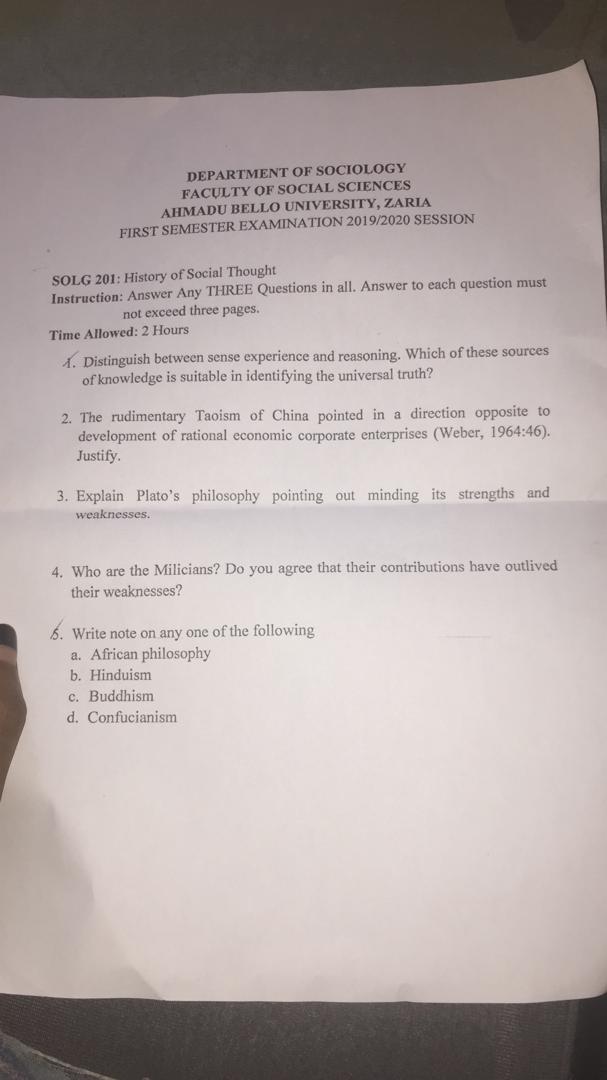 DEPARTMENT OF SOCIOLOGY
FACULTY OF SOCIAL SCIENCES
AHMADU BELLO UNIVERSITY, ZARIA
FIRST SEMESTER EXAMINATION 2019/2020 SESSION
SOLG 201: History of Social Thought
Instruction: Answer Any THREE Questions in all. Answer to each question must
not exceed three pages.
Time Allowed: 2 Hours
1. Distinguish between sense experience and reasoning. Which of these sources
of knowledge is suitable in identifying the universal truth?
2. The rudimentary Taoism of China pointed in a direction opposite to
development of rational economic corporate enterprises (Weber, 1964:46).
Justify.
3. Explain Plato's philosophy pointing out minding its strengths and
weaknesses.
4. Who are the Milicians? Do you agree that their contributions have outlived
their weaknesses?
5. Write note on any one of the following
a. African philosophy
b. Hinduism
c. Buddhism
d. Confucianism